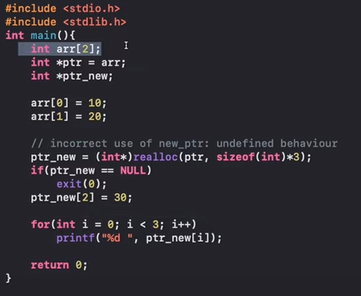 #include <stdio.h>
#include <stdlib.h>
int main(){
    int arr[2];
    int *ptr = arr;
    int *ptr_new;

    arr[0] = 10;
    arr[1] = 20;

    // incorrect use of new_ptr: undefined behaviour
    ptr_new = (int*)realloc(ptr, sizeof(int)*3);
    if(ptr_new == NULL)
        exit(0);
    ptr_new[2] = 30;

    for(int i = 0; i < 3; i++)
        printf("%d ", ptr_new[i]);

    return 0;
}